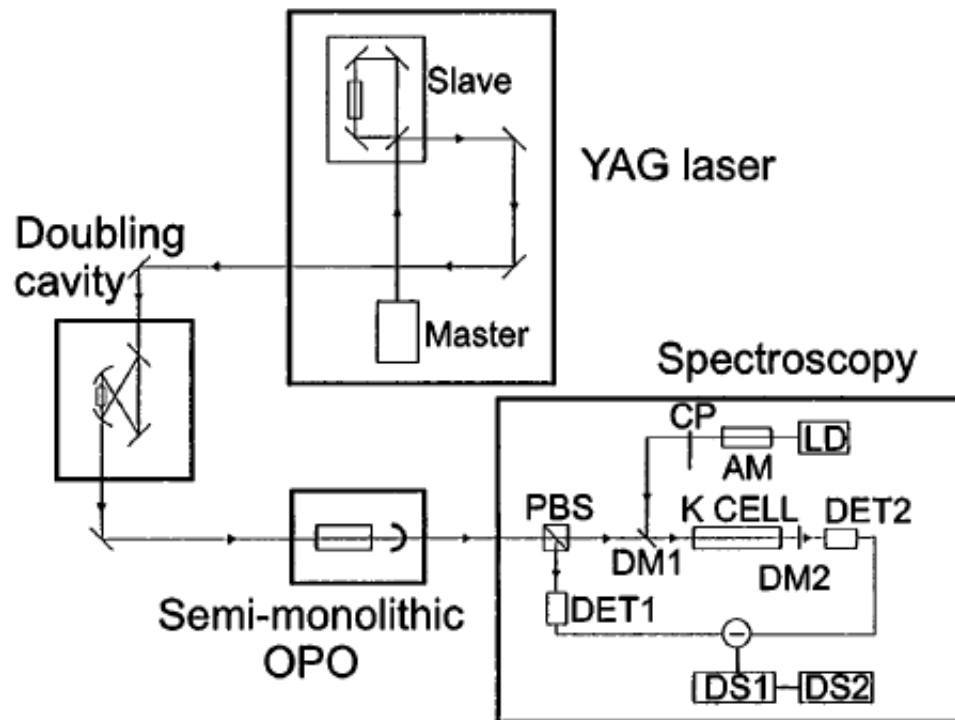 Slave
YAG laser
Doubling
cavity
Master
Spectroscopy
CP
LD
AM
PBS
K CELL
DET2
DM1
DM2
DET1
Semi-monolithic
OPO
DS1
DS2